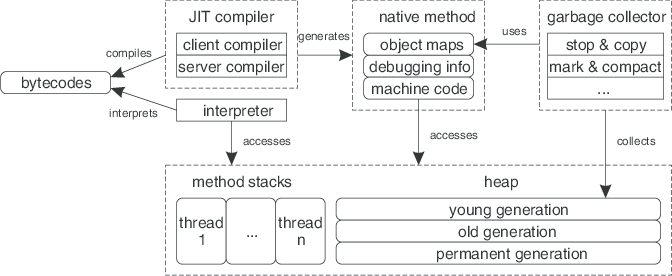 JIT compiler
native method
garbage collector
client compiler
generates
object maps
uses
stop & copy
compiles
server compiler
debugging info
mark & compact
bytecodes
machine code
...
interprets
interpreter
accesses
accesses
collects
method stacks
heap
thread
1
...
thread
n
young generation
old generation
permanent generation